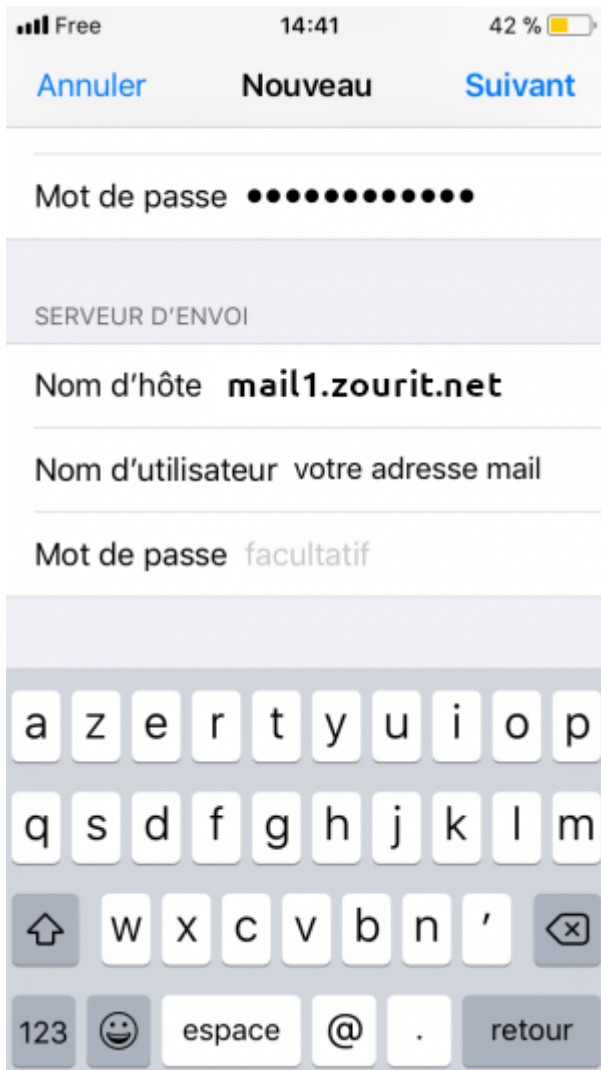 Free 14:41 42 %
Annuler Nouveau Suivant
Mot de passe ●●●●●●●●●●●●
SERVEUR D’ENVOI
Nom d’hôte mail1.zourit.net
Nom d’utilisateur votre adresse mail
Mot de passe facultatif
a z e r t y u i o p
q s d f g h j k l m
w x c v b n ’
123 espace @ . retour